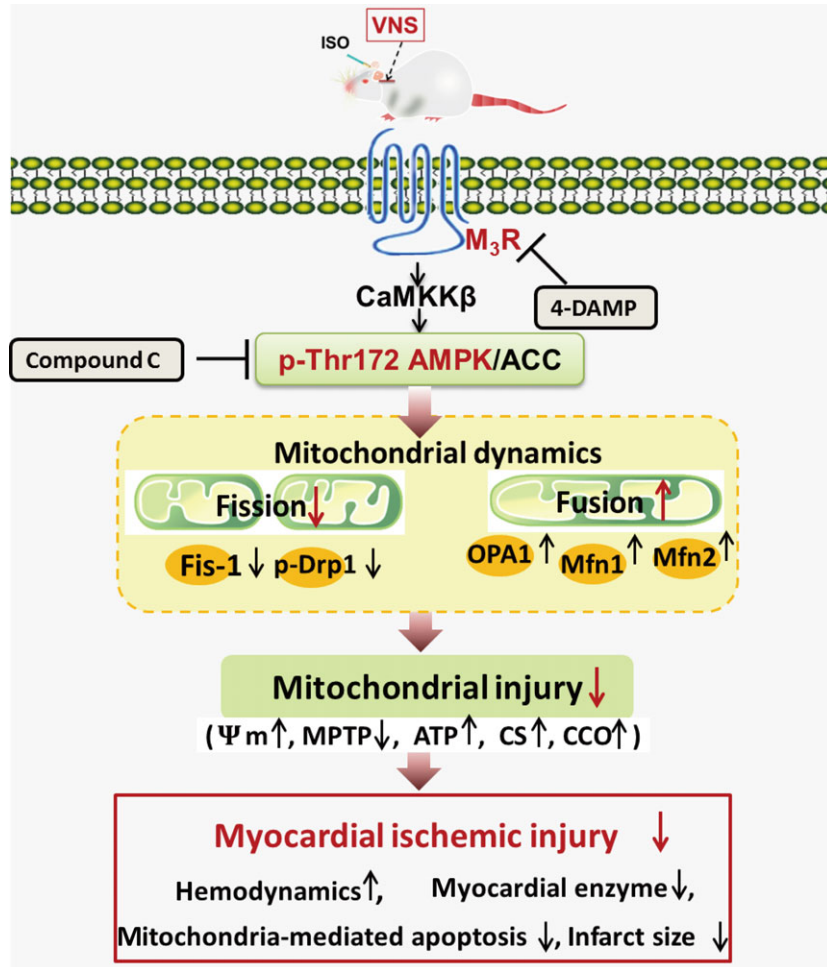 VNS
ISO
M₃R
CaMKKβ
4-DAMP
Compound C
p-Thr172 AMPK/ACC
Mitochondrial dynamics
Fission↓ Fusion↑
Fis-1↓ p-Drp1↓ OPA1↑ Mfn1↑ Mfn2↑
Mitochondrial injury↓
(Ψm↑, MPTP↓, ATP↑, CS↑, CCO↑)
Myocardial ischemic injury ↓
Hemodynamics↑, Myocardial enzyme↓,
Mitochondria-mediated apoptosis ↓, Infarct size ↓